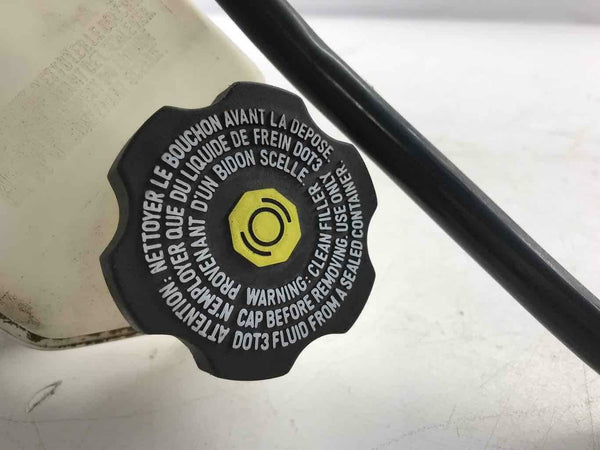 ATTENTION: NETTOYER LE BOUCHON AVANT LA DEPOSE.
N'EMPLOYER QUE DU LIQUIDE DE FREIN DOT3
PROVENANT D'UN BIDON SCELLE.
WARNING: CLEAN FILLER
CAP BEFORE REMOVING. USE ONLY
DOT3 FLUID FROM A SEALED CONTAINER.